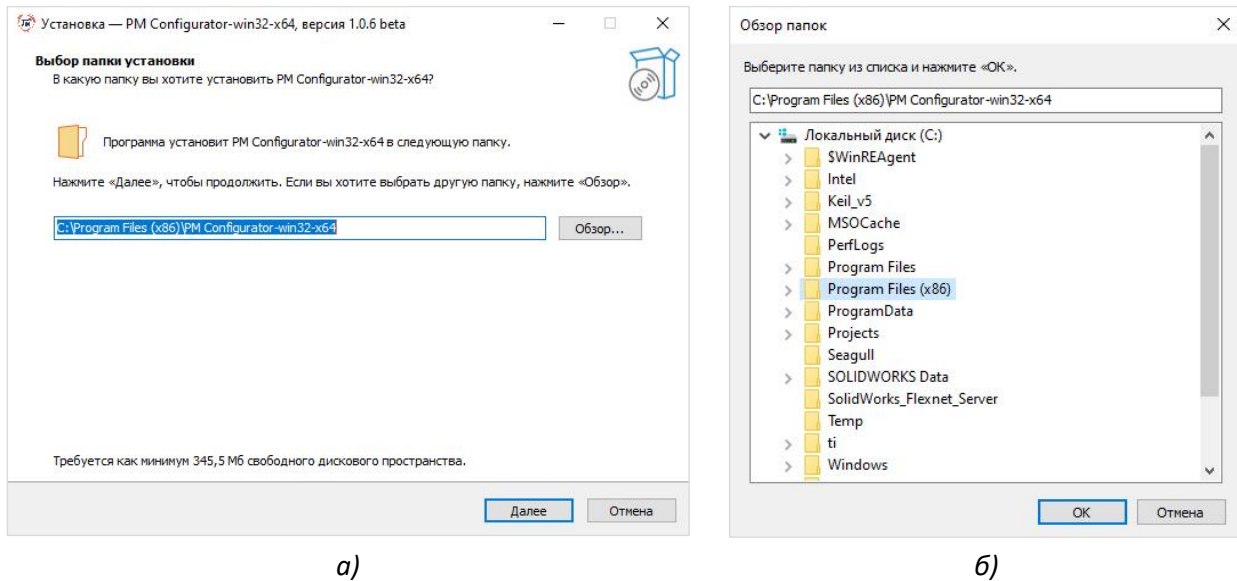 Установка — PM Configurator-win32-x64, версия 1.0.6 beta
Выбор папки установки
В какую папку вы хотите установить PM Configurator-win32-x64?
Программа установит PM Configurator-win32-x64 в следующую папку.
Нажмите «Далее», чтобы продолжить. Если вы хотите выбрать другую папку, нажмите «Обзор».
C:\Program Files (x86)\PM Configurator-win32-x64
Обзор...
Требуется как минимум 345,5 Мб свободного дискового пространства.
Далее
Отмена
а)
Обзор папок
Выберите папку из списка и нажмите «ОК».
C:\Program Files (x86)\PM Configurator-win32-x64
Локальный диск (C:)
$WinREAgent
Intel
Keil_v5
MSOCache
PerfLogs
Program Files
Program Files (x86)
ProgramData
Projects
Seagull
SOLIDWORKS Data
SolidWorks_Flexnet_Server
Temp
ti
Windows
ОК
Отмена
б)